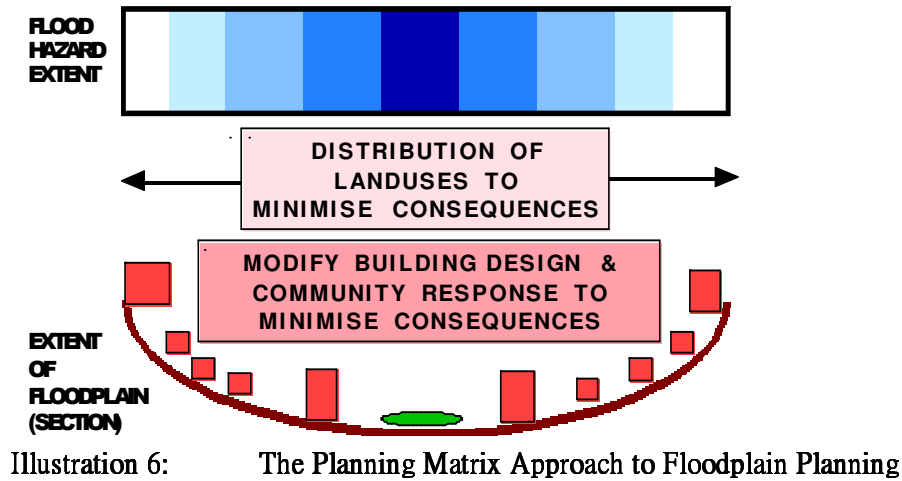 FLOOD
HAZARD
EXTENT
DISTRIBUTION OF
LANDUSES TO
MINIMISE CONSEQUENCES
MODIFY BUILDING DESIGN &
COMMUNITY RESPONSE TO
MINIMISE CONSEQUENCES
EXTENT
OF
FLOODPLAIN
(SECTION)
Illustration 6: The Planning Matrix Approach to Floodplain Planning